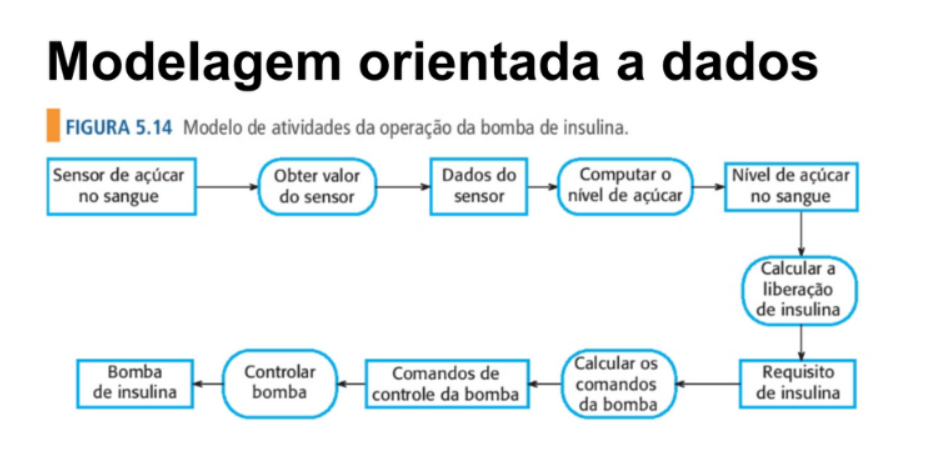 Modelagem orientada a dados
FIGURA 5.14 Modelo de atividades da operação da bomba de insulina.
Sensor de açúcar
no sangue
Obter valor
do sensor
Dados do
sensor
Computar o
nível de açúcar
Nível de açúcar
no sangue
Calcular a
liberação
de insulina
Requisito
de insulina
Calcular os
comandos
da bomba
Comandos de
controle da bomba
Controlar
bomba
Bomba
de insulina